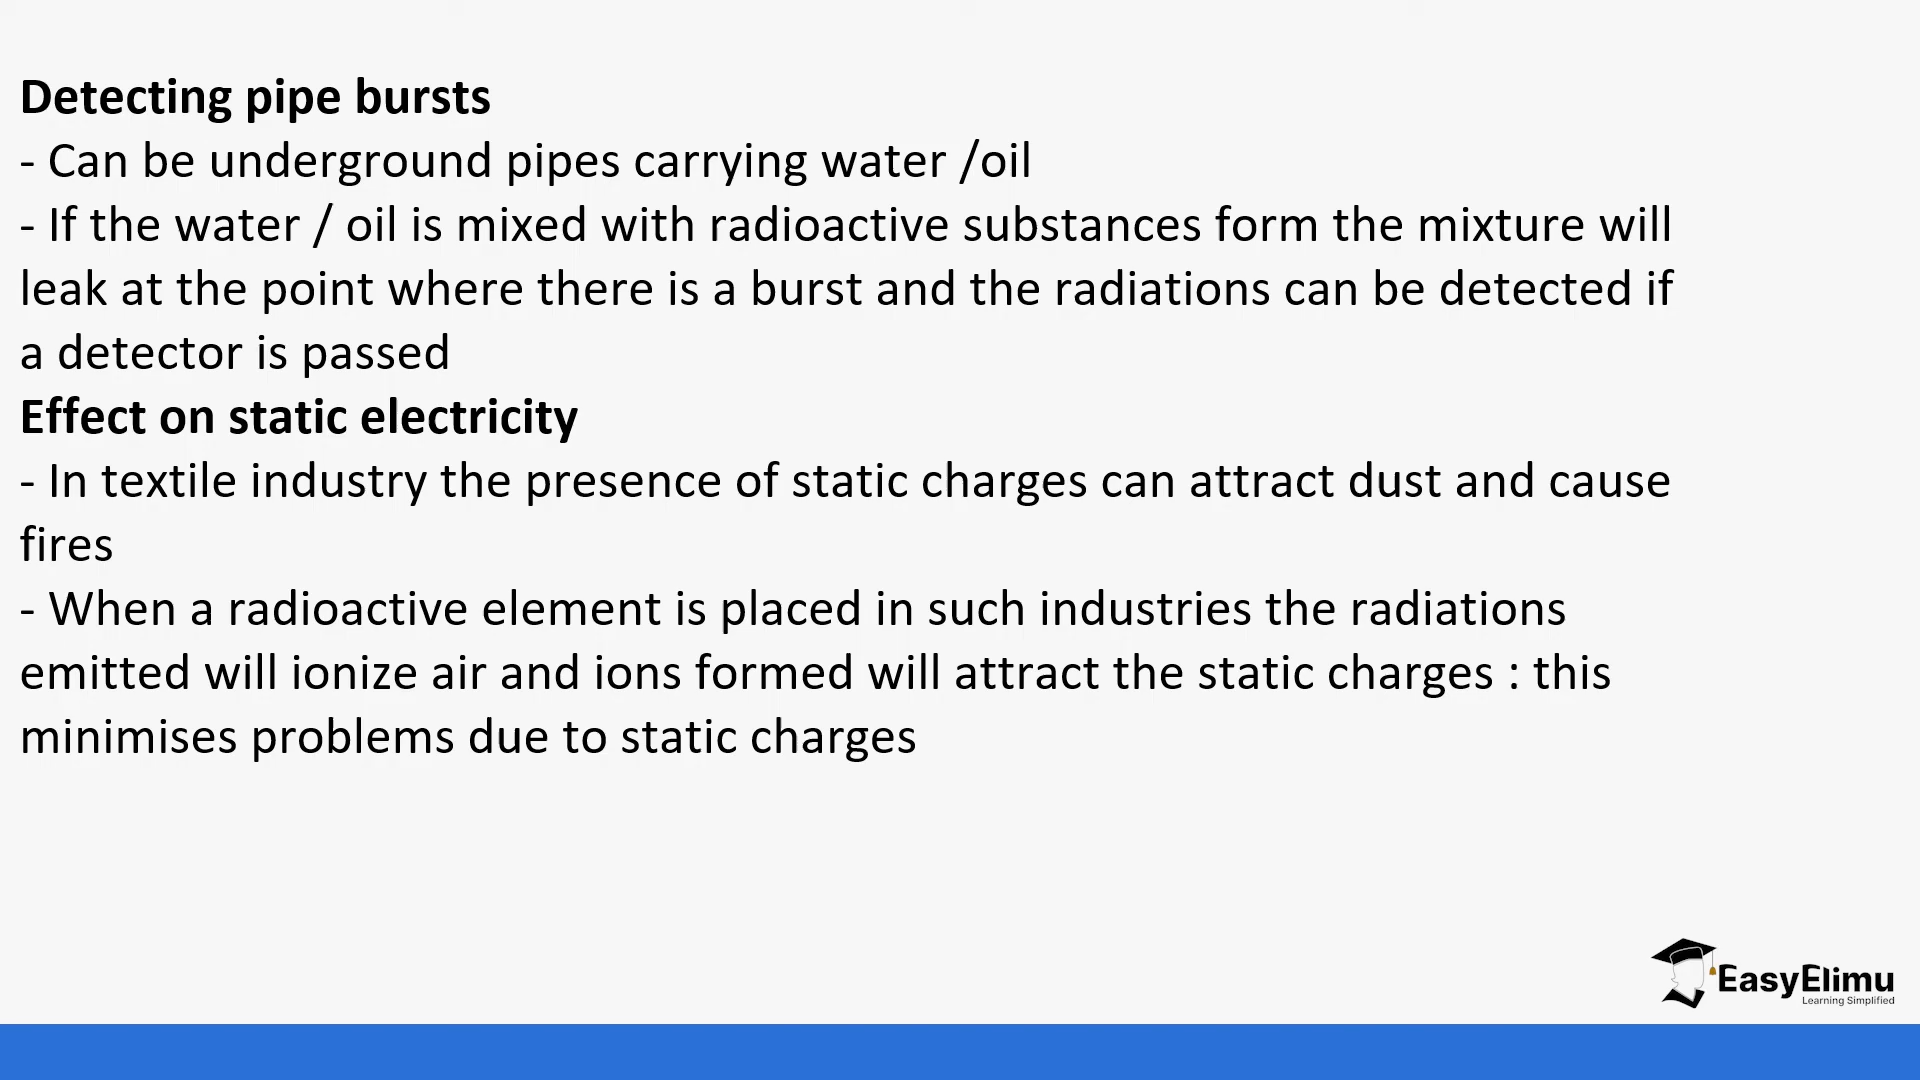 Detecting pipe bursts
- Can be underground pipes carrying water /oil
- If the water / oil is mixed with radioactive substances form the mixture will
leak at the point where there is a burst and the radiations can be detected if
a detector is passed
Effect on static electricity
- In textile industry the presence of static charges can attract dust and cause
fires
- When a radioactive element is placed in such industries the radiations
emitted will ionize air and ions formed will attract the static charges : this
minimises problems due to static charges
EasyElimu
Learning Simplified